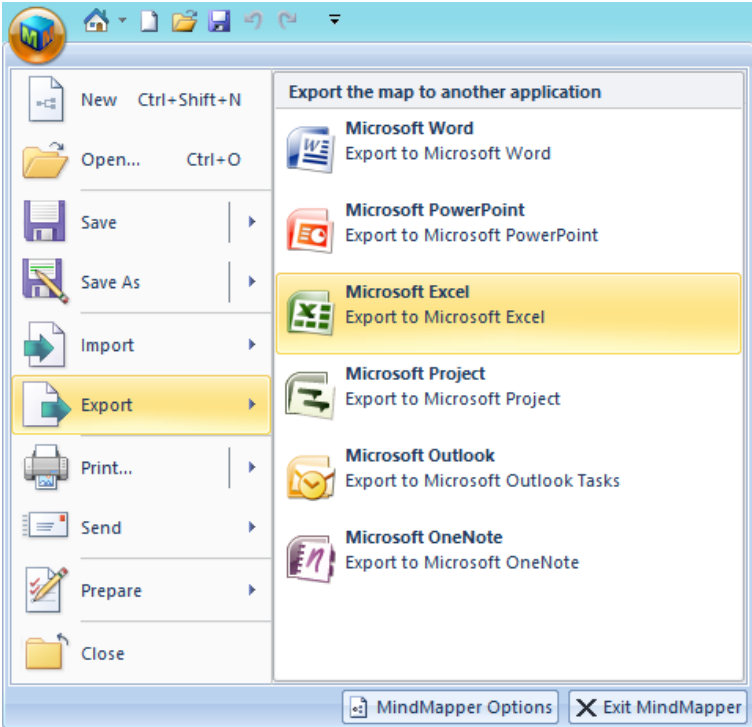 New Ctrl+Shift+N
Open... Ctrl+O
Save
Save As
Import
Export
Print...
Send
Prepare
Close
Export the map to another application
Microsoft Word
Export to Microsoft Word
Microsoft PowerPoint
Export to Microsoft PowerPoint
Microsoft Excel
Export to Microsoft Excel
Microsoft Project
Export to Microsoft Project
Microsoft Outlook
Export to Microsoft Outlook Tasks
Microsoft OneNote
Export to Microsoft OneNote
MindMapper Options
Exit MindMapper